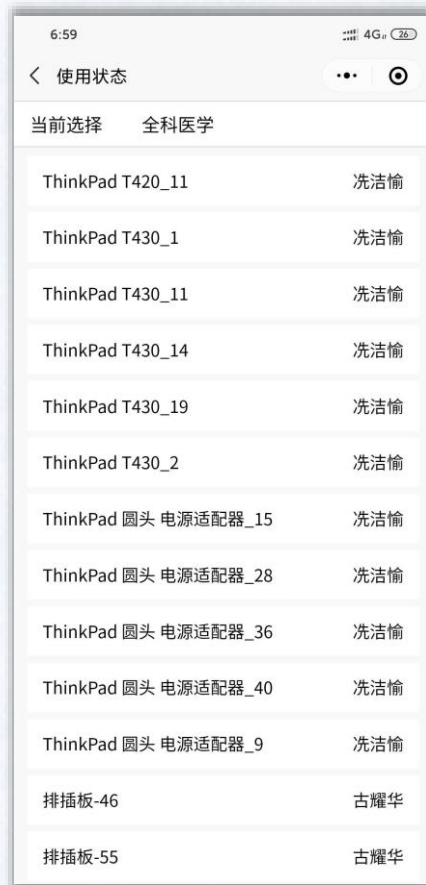 6:59 4G 26
使用状态
当前选择 全科医学
ThinkPad T420_11 冼洁愉
ThinkPad T430_1 冼洁愉
ThinkPad T430_11 冼洁愉
ThinkPad T430_14 冼洁愉
ThinkPad T430_19 冼洁愉
ThinkPad T430_2 冼洁愉
ThinkPad 圆头 电源适配器_15 冼洁愉
ThinkPad 圆头 电源适配器_28 冼洁愉
ThinkPad 圆头 电源适配器_36 冼洁愉
ThinkPad 圆头 电源适配器_40 冼洁愉
ThinkPad 圆头 电源适配器_9 冼洁愉
排插板-46 古耀华
排插板-55 古耀华